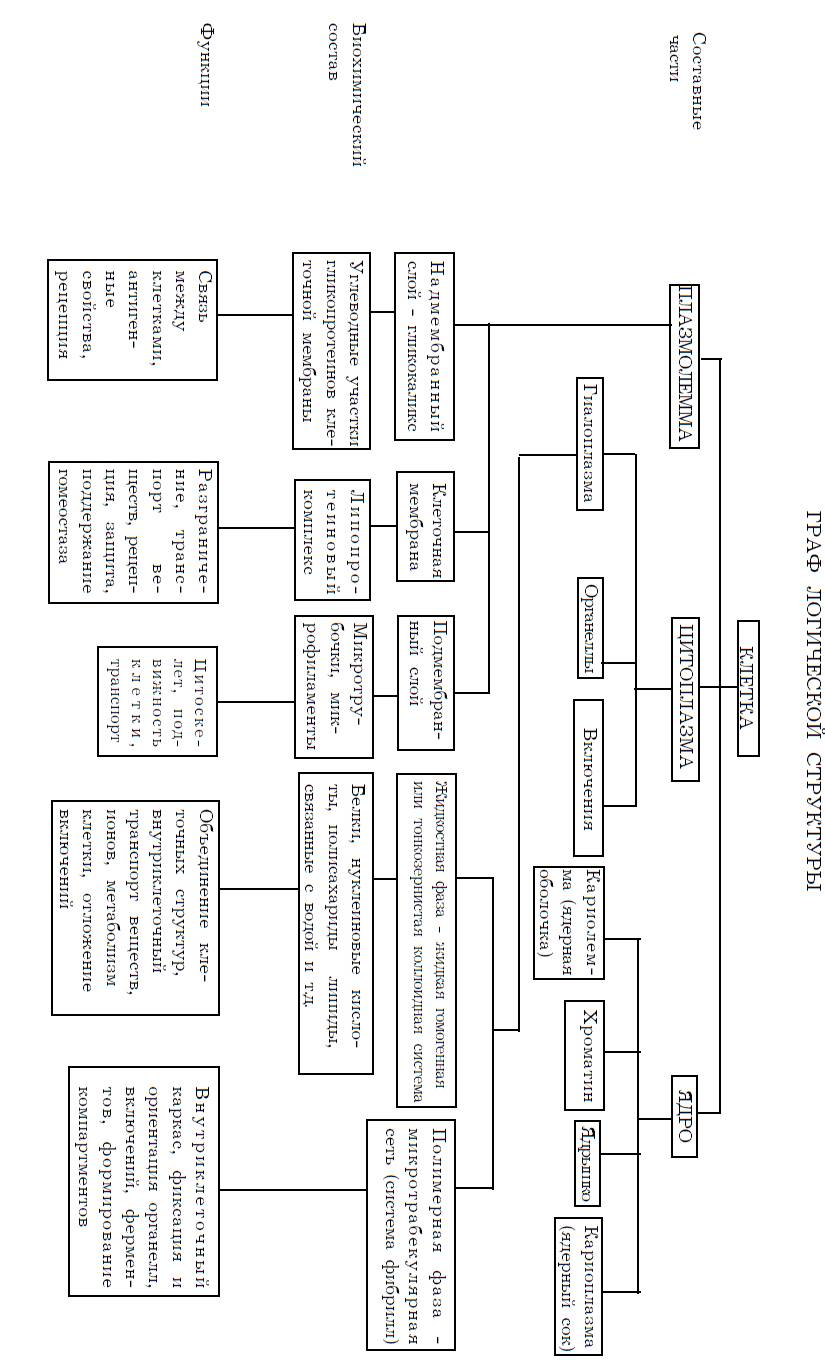 ГРАФ ЛОГИЧЕСКОЙ СТРУКТУРЫ
КЛЕТКА
Составные
части
ПЛАЗМОЛЕММА
ЦИТОПЛАЗМА
ЯДРО
Гиалоплазма
Органеллы
Включения
Кариолем-
ма (ядерная
оболочка)
Хроматин
Ядрышко
Кариоплазма
(ядерный сок)
Надмембранный
слой – гликокаликс
Клеточная
мембрана
Подмембран-
ный слой
Жидкостная фаза – жидкая гомогенная
или тонкозернистая коллоидная система
Полимерная фаза -
микротрабекулярная
сеть (система фибрилл)
Биохимический
состав
Углеводные участки
гликопротеинов кле-
точной мембраны
Липопро-
теиновый
комплекс
Микротру-
бочки, мик-
рофиламенты
Белки, нуклеиновые кисло-
ты, полисахариды липиды,
связанные с водой и т.д.
Функции
Связь
между
клетками,
антиген-
ные
свойства,
рецепция
Разграниче-
ние, транс-
порт ве-
ществ, рецеп-
ция, защита,
поддержание
гомеостаза
Цитоске-
лет, под-
вижность
клетки,
транспорт
Объединение кле-
точных структур,
внутриклеточный
транспорт веществ,
ионов, метаболизм
клетки, отложение
включений
Внутриклеточный
каркас, фиксация и
ориентация органелл,
включений, фермен-
тов, формирование
компартментов